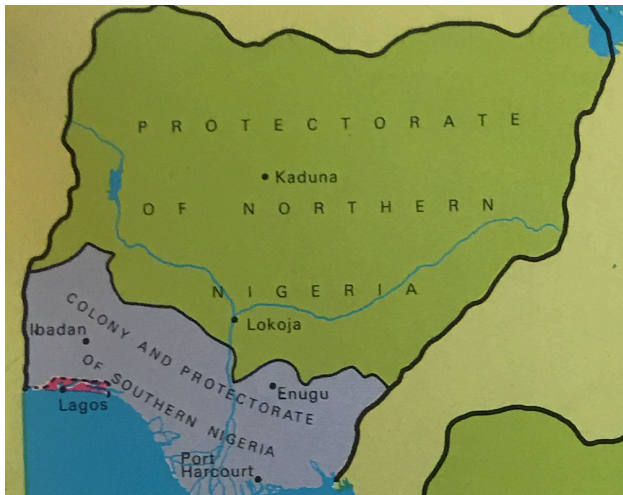 PROTECTORATE
Kaduna
OF NORTHERN
NIGERIA
Lokoja
COLONY AND PROTECTORATE
OF SOUTHERN NIGERIA
Ibadan
Enugu
Lagos
Port
Harcourt